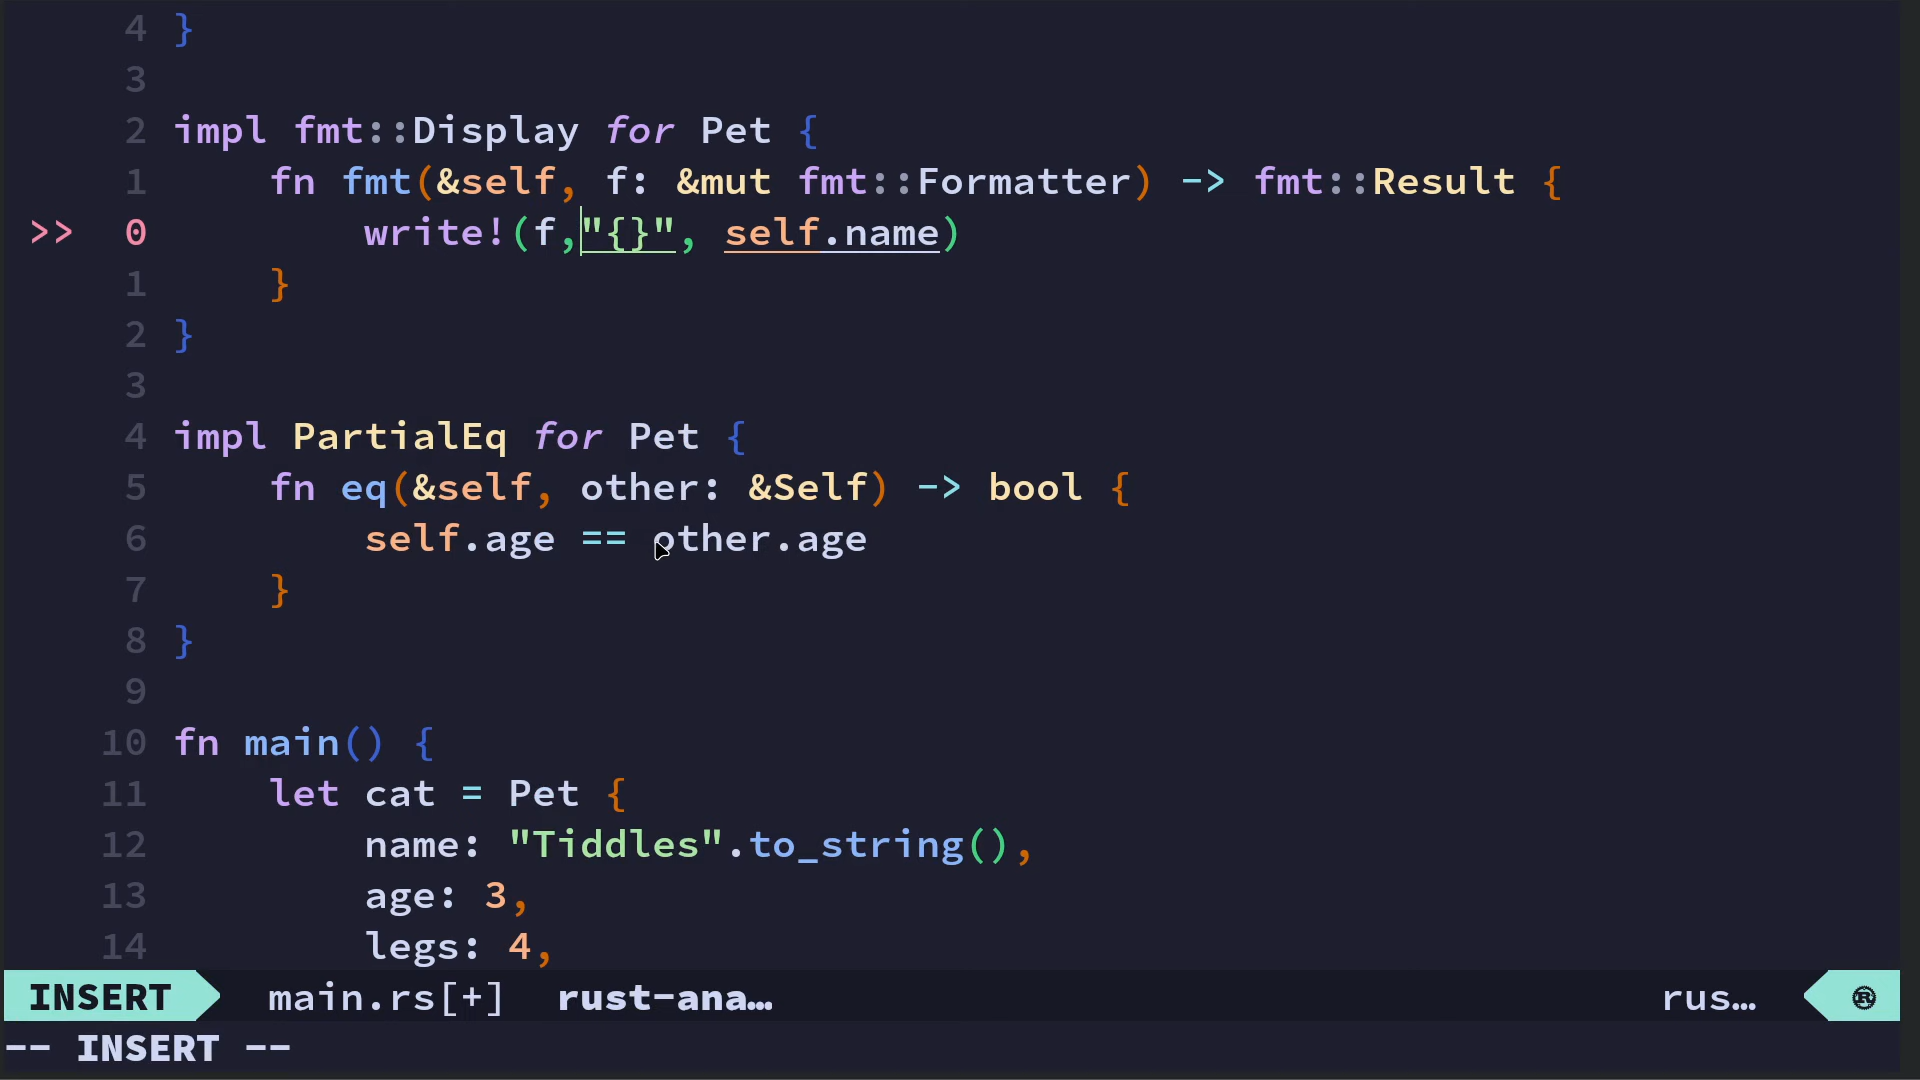 4 }
3
2 impl fmt::Display for Pet {
1     fn fmt(&self, f: &mut fmt::Formatter) -> fmt::Result {
>> 0         write!(f,"{}", self.name)
1     }
2 }
3
4 impl PartialEq for Pet {
5     fn eq(&self, other: &Self) -> bool {
6         self.age == other.age
7     }
8 }
9
10 fn main() {
11     let cat = Pet {
12         name: "Tiddles".to_string(),
13         age: 3,
14         legs: 4,
INSERT main.rs[+] rust-ana… rus… R
-- INSERT --